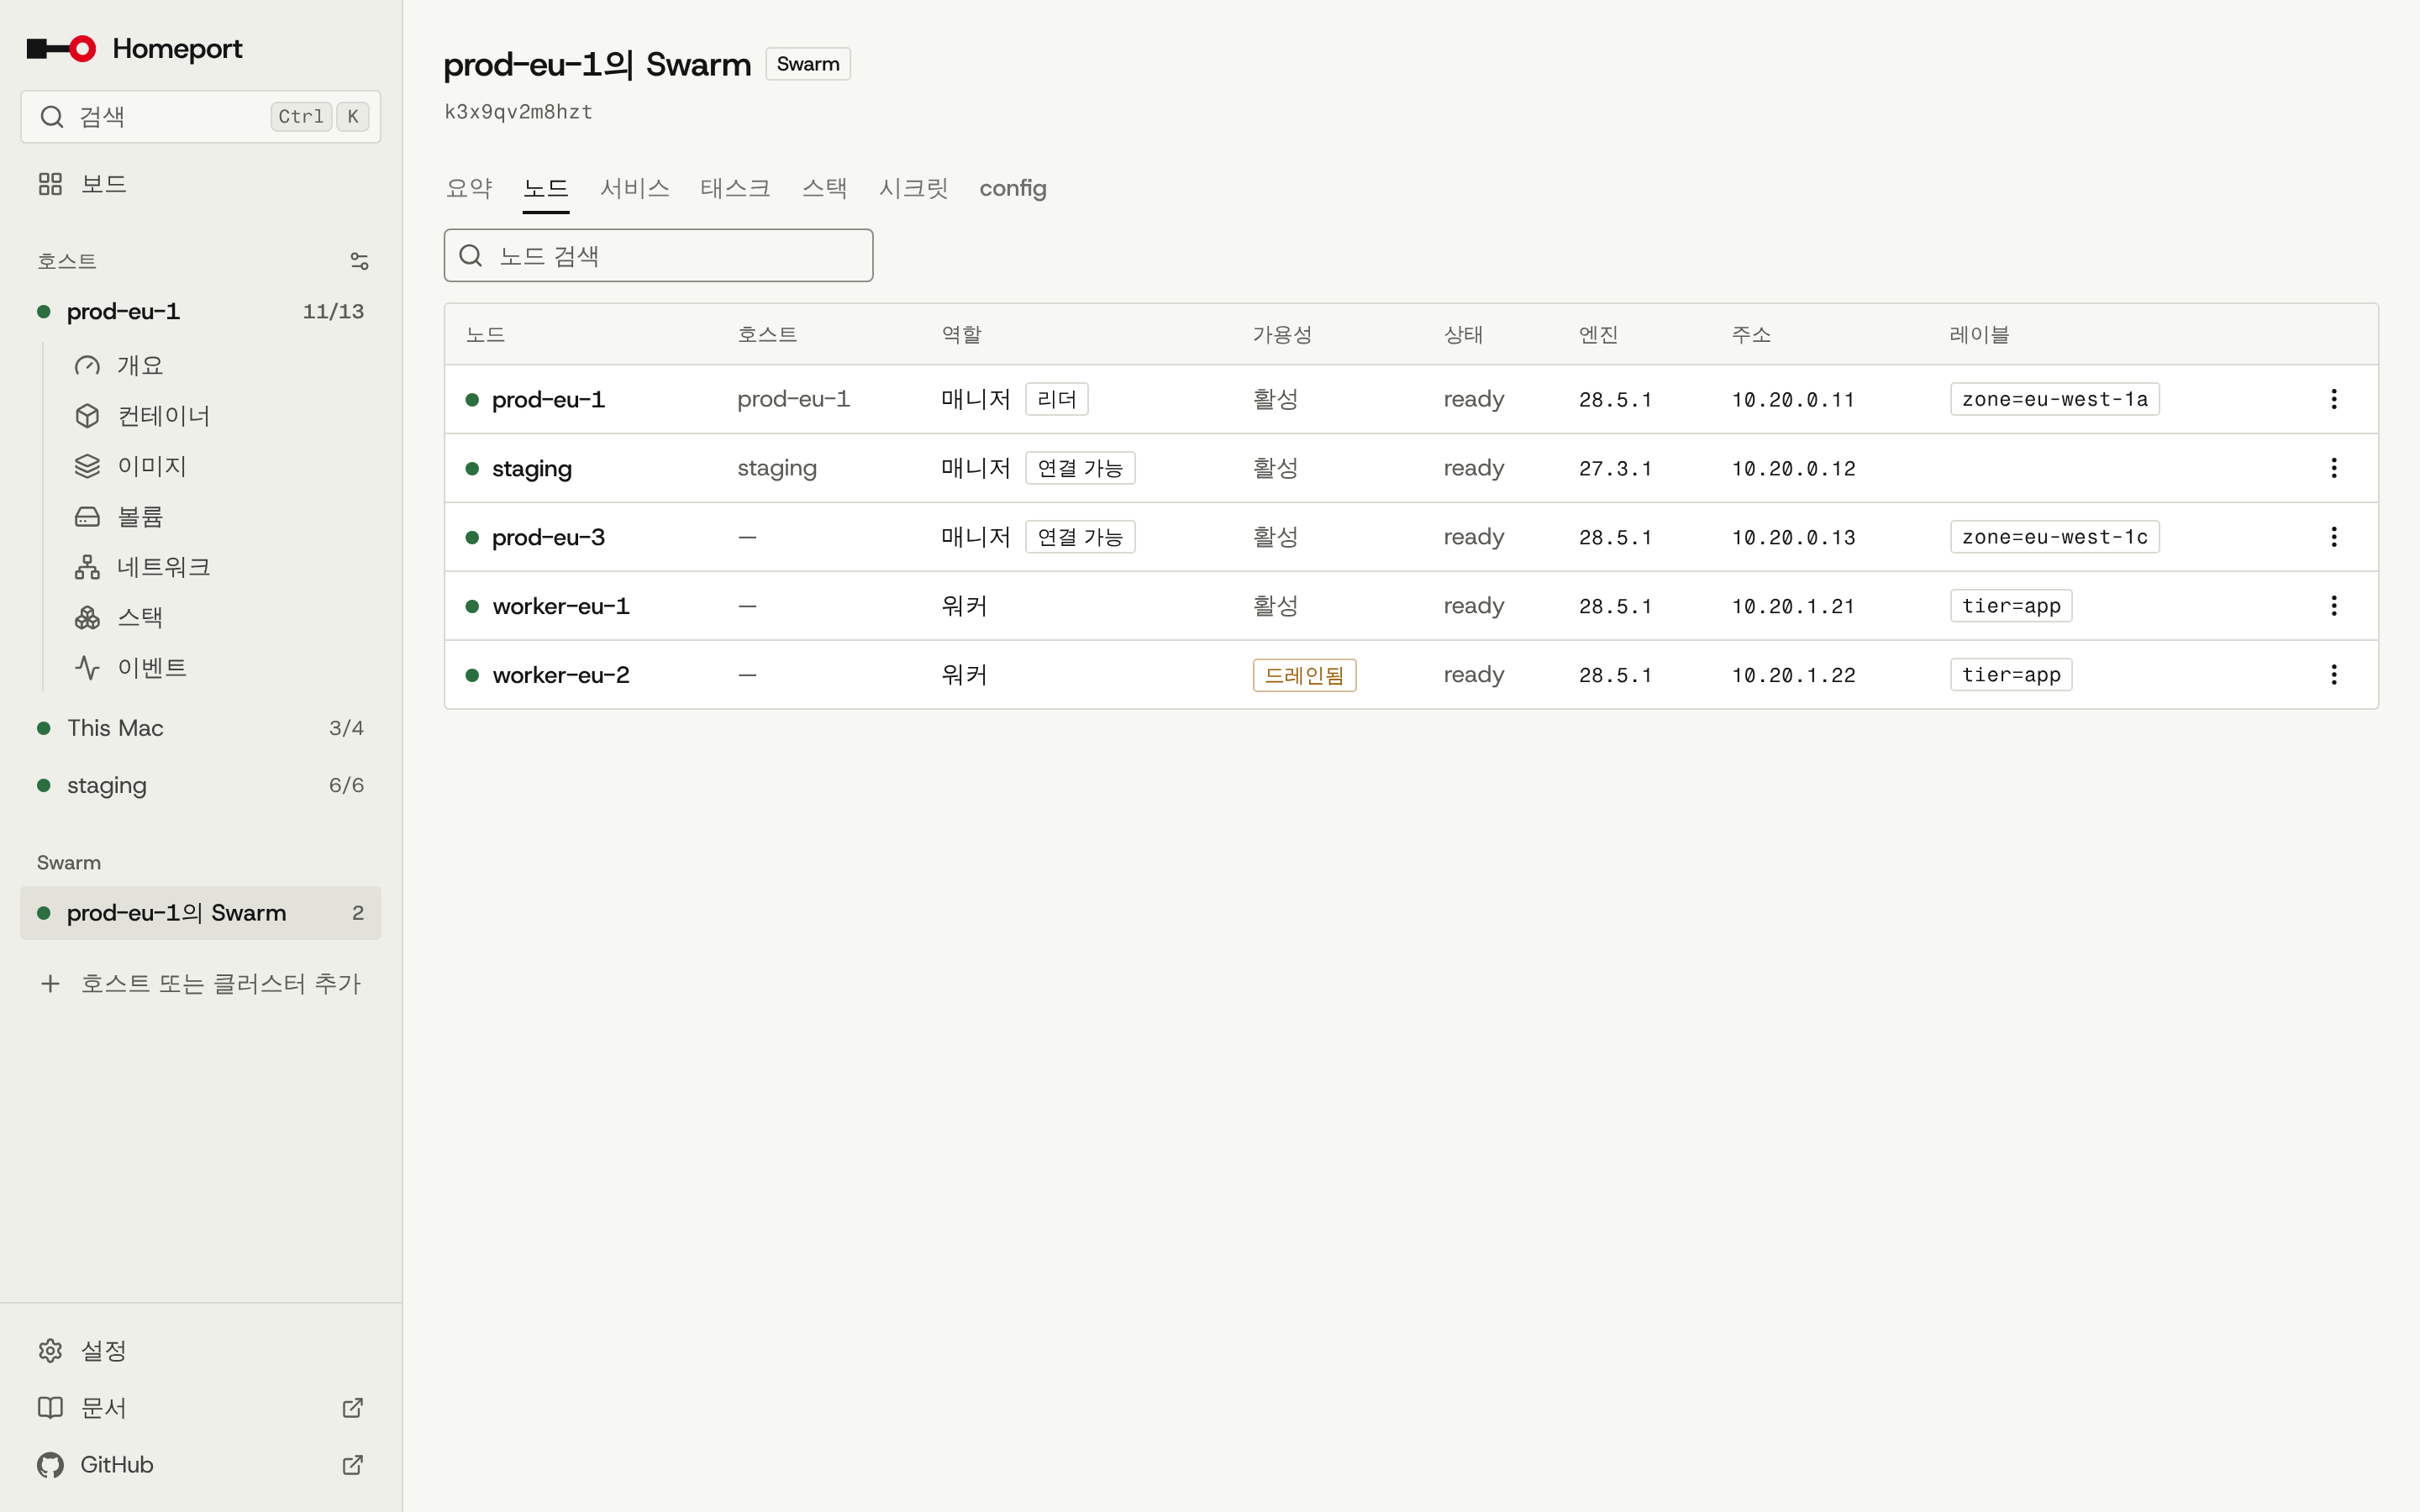 Homeport
검색 Ctrl K
보드
호스트
prod-eu-1 11/13
개요
컨테이너
이미지
볼륨
네트워크
스택
이벤트
This Mac 3/4
staging 6/6
Swarm
prod-eu-1의 Swarm 2
호스트 또는 클러스터 추가
설정
문서
GitHub
prod-eu-1의 Swarm Swarm
k3x9qv2m8hzt
요약 노드 서비스 태스크 스택 시크릿 config
노드 검색
노드 호스트 역할 가용성 상태 엔진 주소 레이블
prod-eu-1 prod-eu-1 매니저 리더 활성 ready 28.5.1 10.20.0.11 zone=eu-west-1a
staging staging 매니저 연결 가능 활성 ready 27.3.1 10.20.0.12
prod-eu-3 — 매니저 연결 가능 활성 ready 28.5.1 10.20.0.13 zone=eu-west-1c
worker-eu-1 — 워커 활성 ready 28.5.1 10.20.1.21 tier=app
worker-eu-2 — 워커 드레인됨 ready 28.5.1 10.20.1.22 tier=app